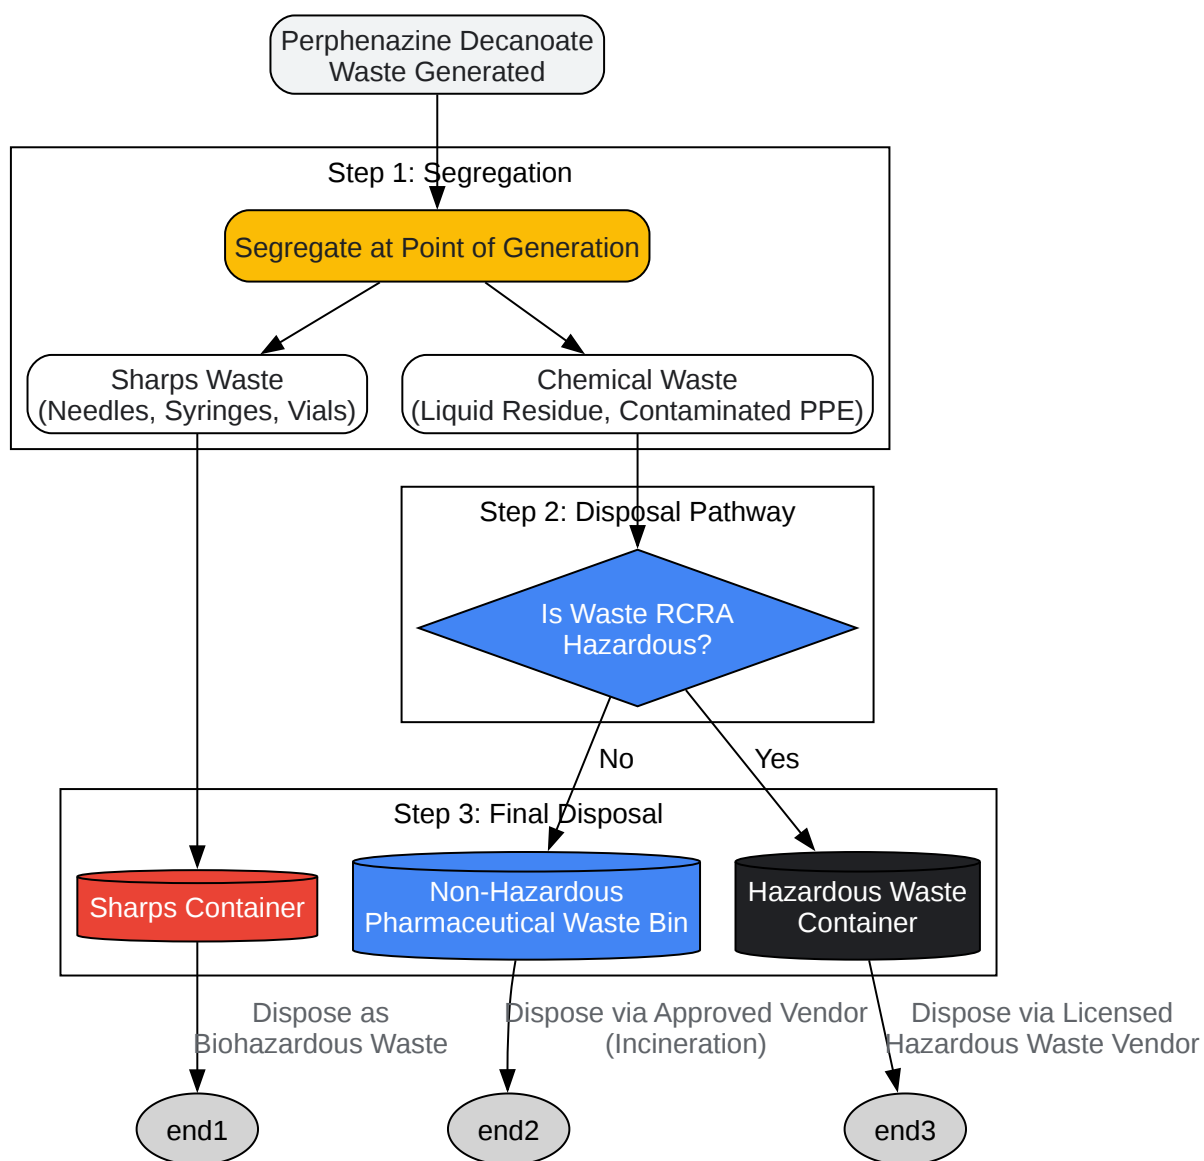 Perphenazine Decanoate
Waste Generated
Step 1: Segregation
Segregate at Point of Generation
Sharps Waste
(Needles, Syringes, Vials)
Chemical Waste
(Liquid Residue, Contaminated PPE)
Step 2: Disposal Pathway
Is Waste RCRA
Hazardous?
No
Yes
Step 3: Final Disposal
Sharps Container
Non-Hazardous
Pharmaceutical Waste Bin
Hazardous Waste
Container
Dispose as
Biohazardous Waste
Dispose via Approved Vendor
(Incineration)
Dispose via Licensed
Hazardous Waste Vendor
end1
end2
end3